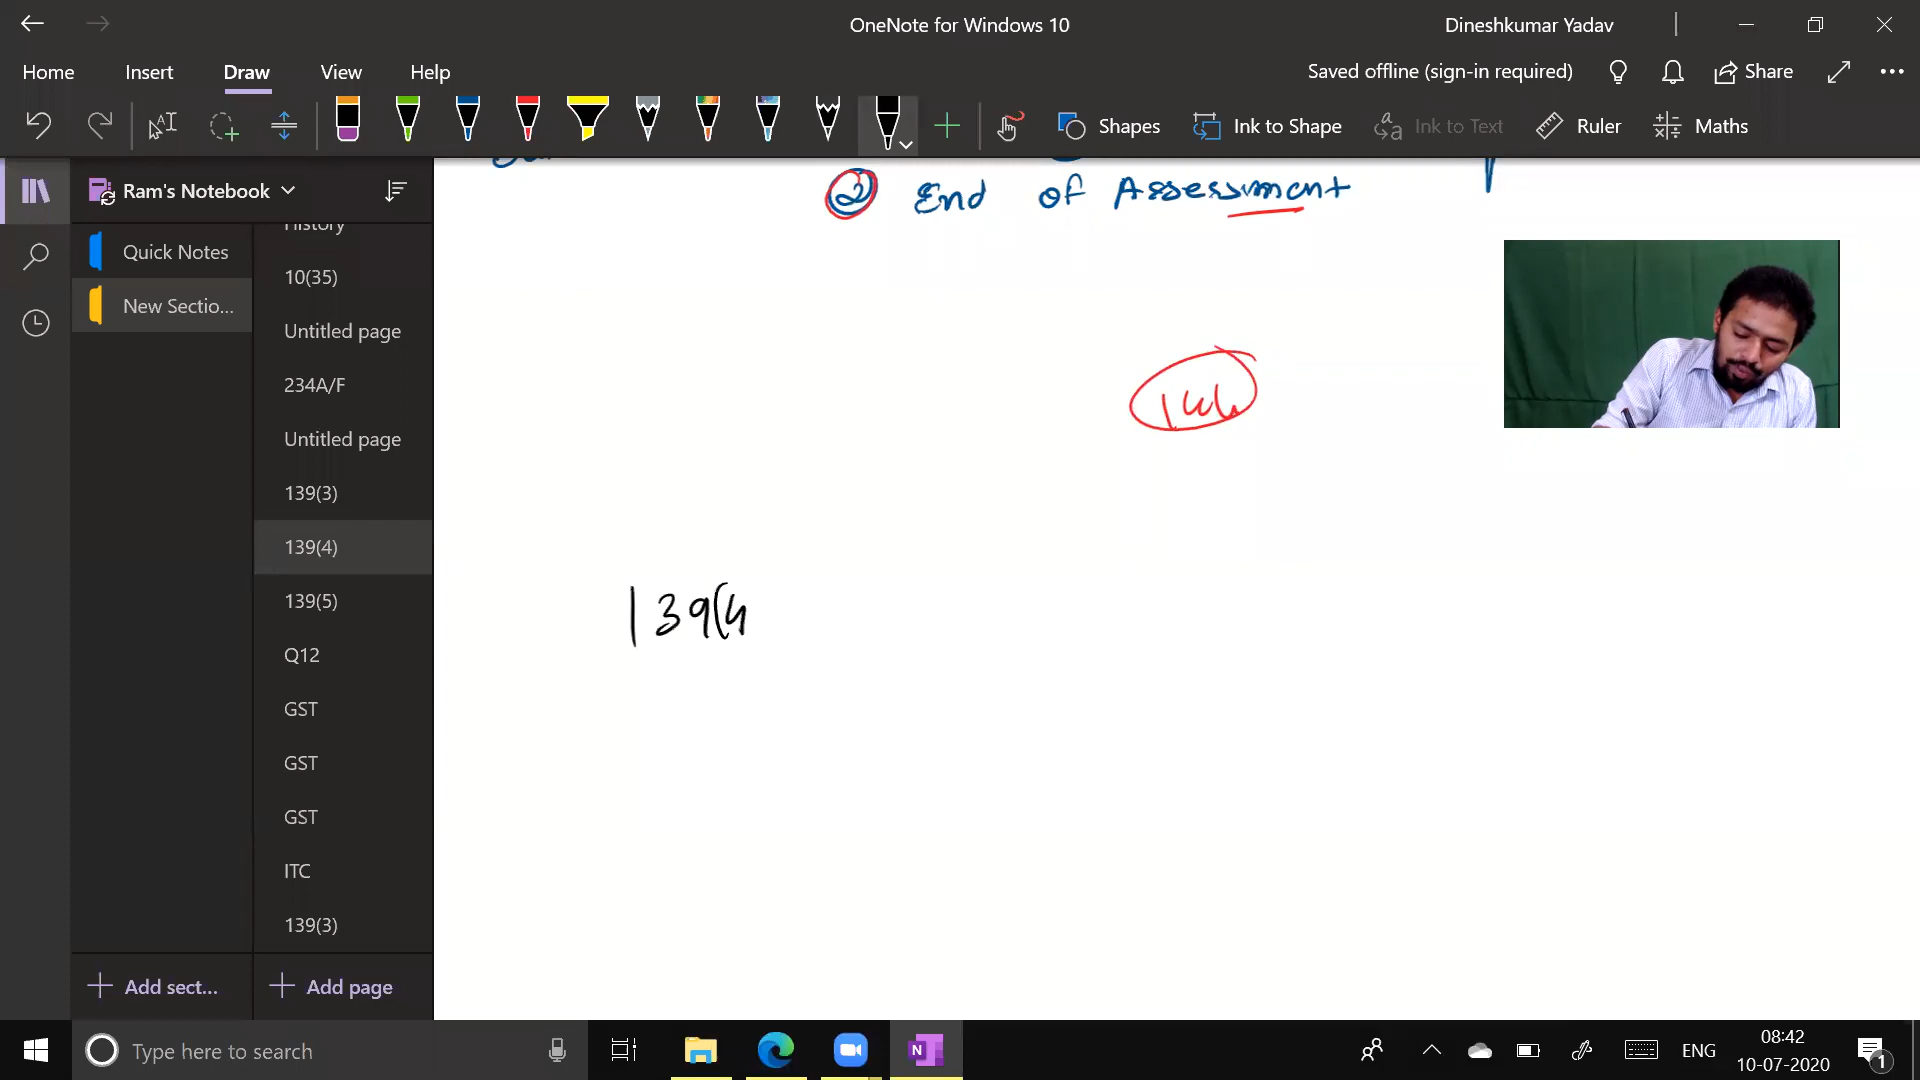 OneNote for Windows 10
Dineshkumar Yadav
Home Insert Draw View Help
Saved offline (sign-in required)
Share
Shapes
Ink to Shape
Ink to Text
Ruler
Maths
Ram's Notebook
Quick Notes
New Sectio...
History
10(35)
Untitled page
234A/F
Untitled page
139(3)
139(4)
139(5)
Q12
GST
GST
GST
ITC
139(3)
Add sect...
Add page
② End of Assessment
139(4
Type here to search
ENG
08:42
10-07-2020
1